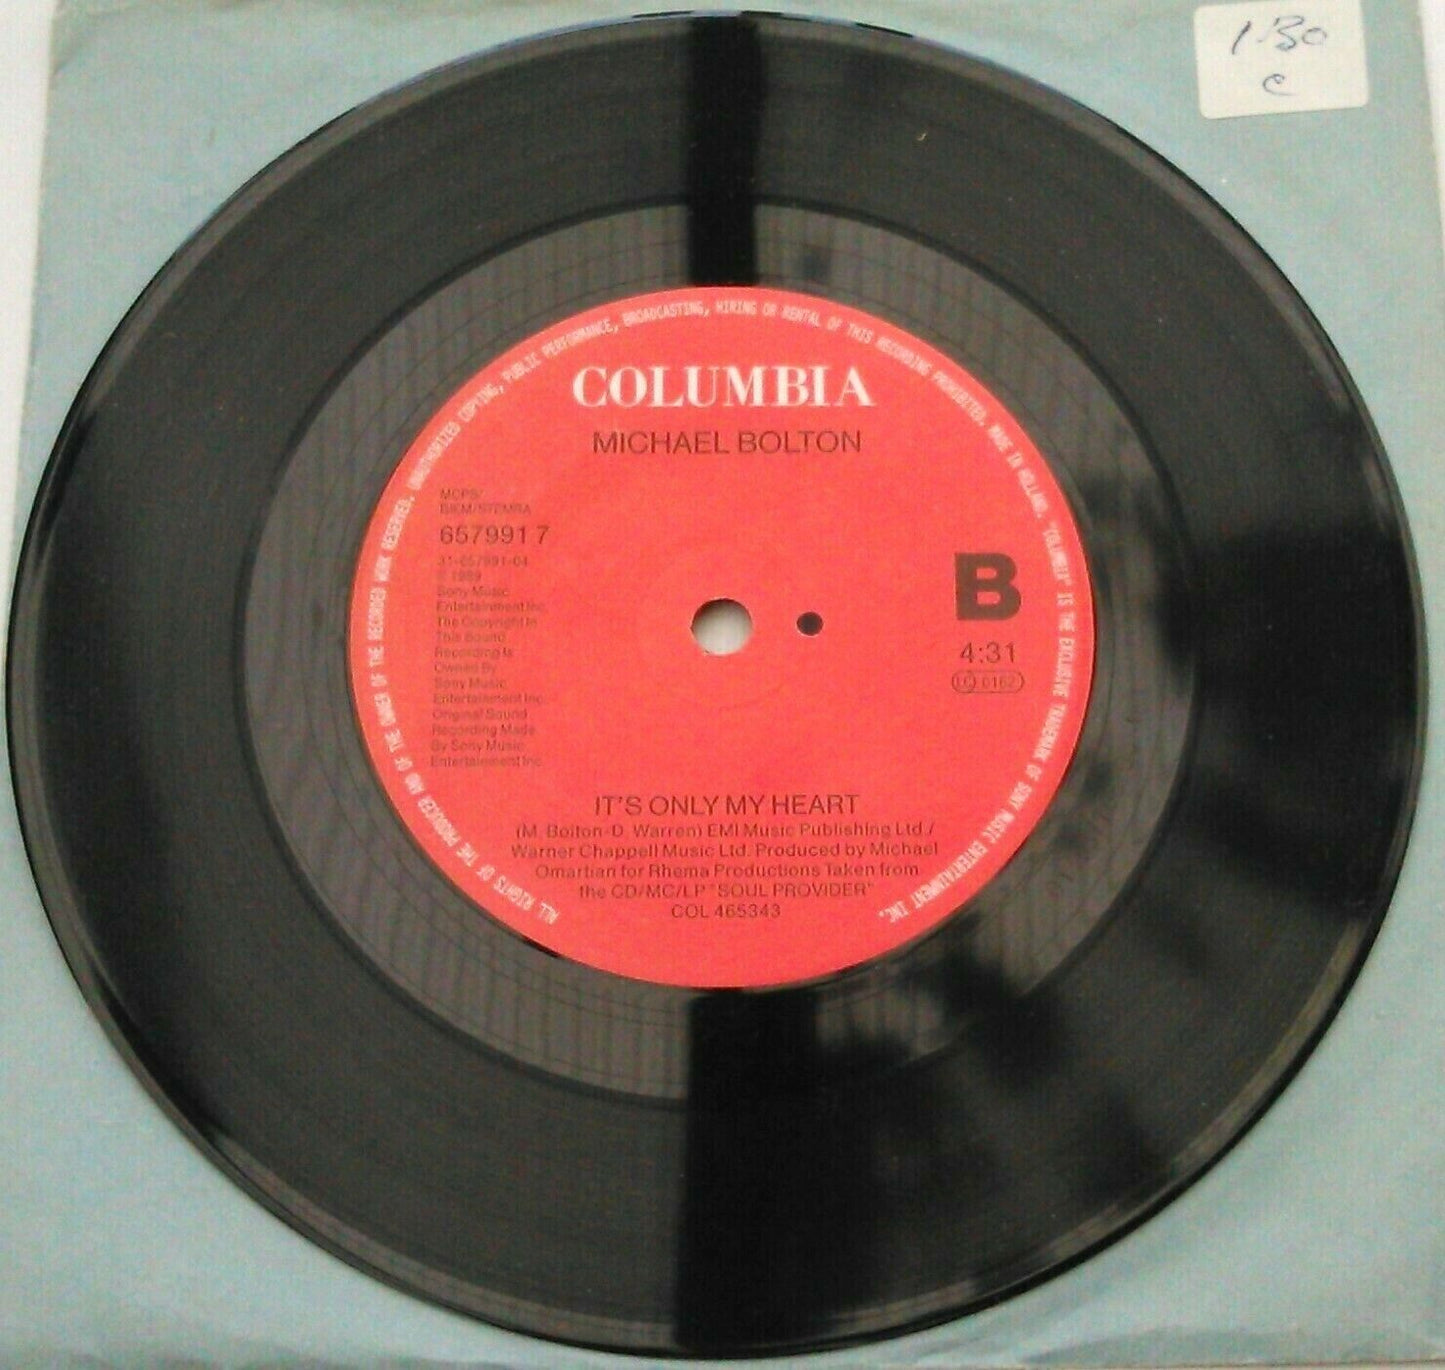 1.30
c
ALL RIGHTS OF THE PRODUCER AND OF THE OWNER OF THE RECORDED WORK RESERVED. UNAUTHORIZED COPYING, PUBLIC PERFORMANCE, BROADCASTING, HIRING OR RENTAL OF THIS RECORDING PROHIBITED. MADE IN HOLLAND. "COLUMBIA" IS THE EXCLUSIVE TRADEMARK OF SONY MUSIC ENTERTAINMENT INC.
COLUMBIA
MICHAEL BOLTON
MCPS/
BIEM/STEMRA
657991 7
31-657991-04
℗ 1989
Sony Music
Entertainment Inc.
The Copyright In
This Sound
Recording Is
Owned By
Sony Music
Entertainment Inc.
Original Sound
Recording Made
By Sony Music
Entertainment Inc.
B
4:31
LC 0162
IT'S ONLY MY HEART
(M. Bolton-D. Warren) EMI Music Publishing Ltd./
Warner Chappell Music Ltd. Produced by Michael
Omartian for Rhema Productions Taken from
the CD/MC/LP "SOUL PROVIDER"
COL 465343